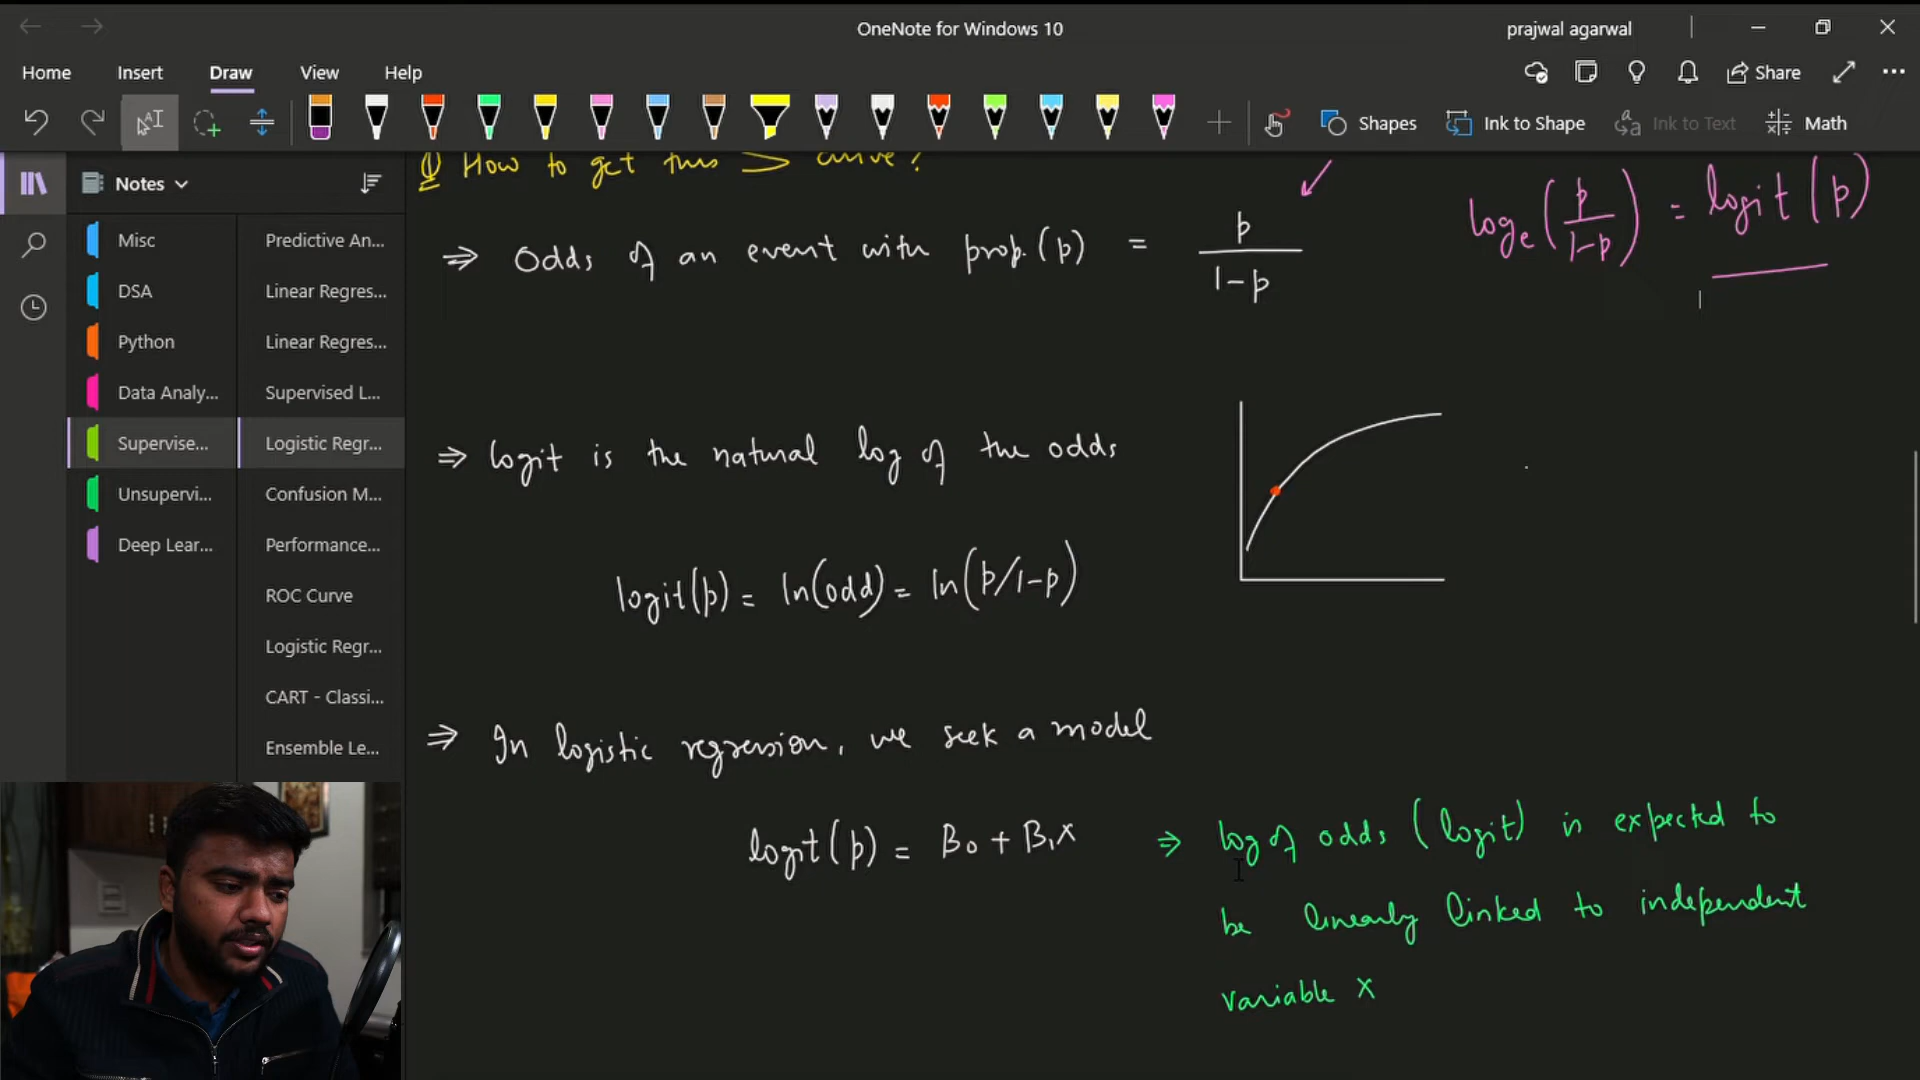 OneNote for Windows 10
prajwal agarwal
Home Insert Draw View Help
Share
Shapes
Ink to Shape
Ink to Text
Math
Notes
Misc
DSA
Python
Data Analy...
Supervise...
Unsupervi...
Deep Lear...
Predictive An...
Linear Regres...
Linear Regres...
Supervised L...
Logistic Regr...
Confusion M...
Performance...
ROC Curve
Logistic Regr...
CART - Classi...
Ensemble Le...
Q How to get this S curve?
⇒ Odds of an event with prop.(p) = p / 1-p
logₑ(p/1-p) = logit(p)
⇒ logit is the natural log of the odds
logit(p) = ln(odd) = ln(p/1-p)
⇒ In logistic regression, we seek a model
logit(p) = B₀ + B₁x
⇒ log of odds (logit) is expected to
be linearly linked to independent
variable x